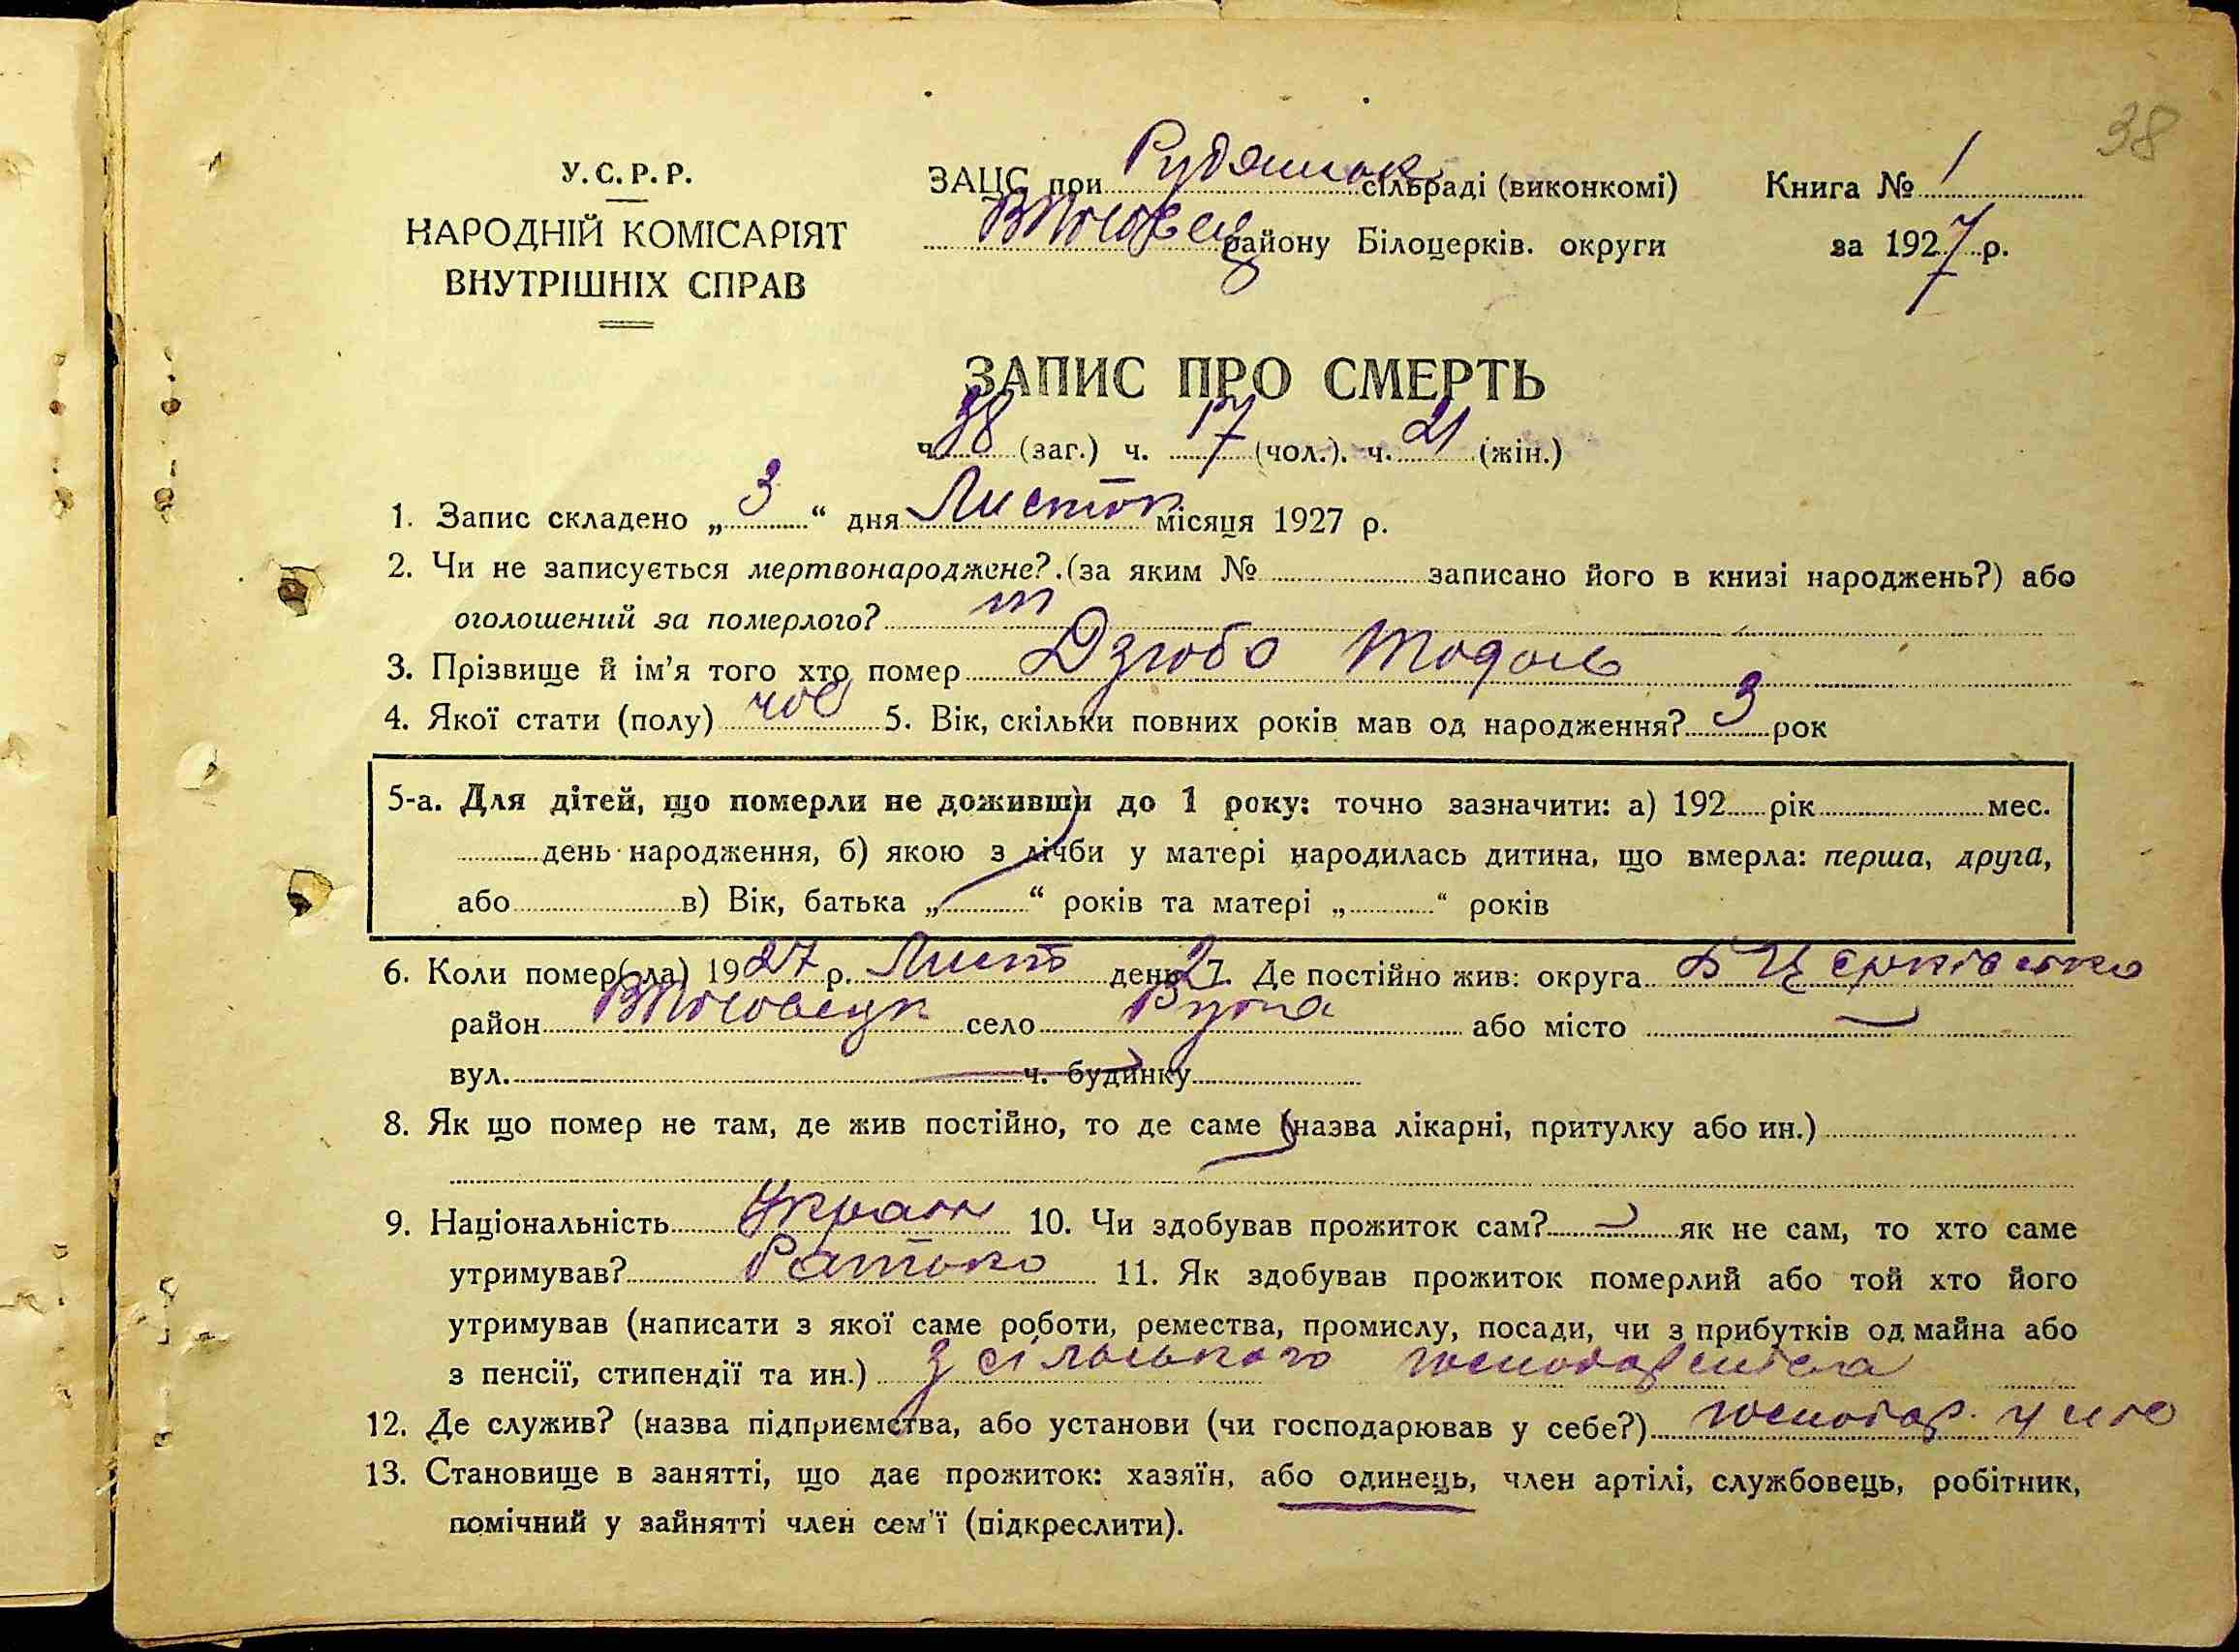 38
У.С.Р.Р.
НАРОДНІЙ КОМІСАРІЯТ
ВНУТРІШНІХ СПРАВ
ЗАЦС при Рудянськ сільраді (виконкомі) Книга № 1
району Білоцерків. округи за 1927 р.
ЗАПИС ПРО СМЕРТЬ
ч. 38 (заг.) ч. 17 (чол.). ч. 21 (жін.)
1. Запис складено „ 3 “ дня Листоп місяця 1927 р.
2. Чи не записується мертвонароджене? (за яким № записано його в книзі народжень?) або
оголошений за померлого?
3. Прізвище й ім’я того хто помер Дзюба Тодось
4. Якої стати (полу) чол 5. Вік, скільки повних років мав од народження? 3 рок
5-а. Для дітей, що померли не доживши до 1 року: точно зазначити: а) 192 рік мес.
день народження, б) якою з лічби у матері народилась дитина, що вмерла: перша, друга,
або в) Вік, батька „ “ років та матері „ “ років
6. Коли помер(-ла) 1927 р. Лист день 2 7. Де постійно жив: округа Б Церківська
район село Руда або місто
вул. ч. будинку
8. Як що помер не там, де жив постійно, то де саме (назва лікарні, притулку або ин.)
9. Національність Украін 10. Чи здобував прожиток сам? як не сам, то хто саме
утримував? Батько 11. Як здобував прожиток померлий або той хто його
утримував (написати з якої саме роботи, ремества, промислу, посади, чи з прибутків од майна або
з пенсії, стипендії та ин.) з сільського господарства
12. Де служив? (назва підприємства, або установи (чи господарював у себе?) господар.
13. Становище в занятті, що дає прожиток: хазяїн, або одинець, член артілі, службовець, робітник,
помічний у зайнятті член сем’ї (підкреслити).